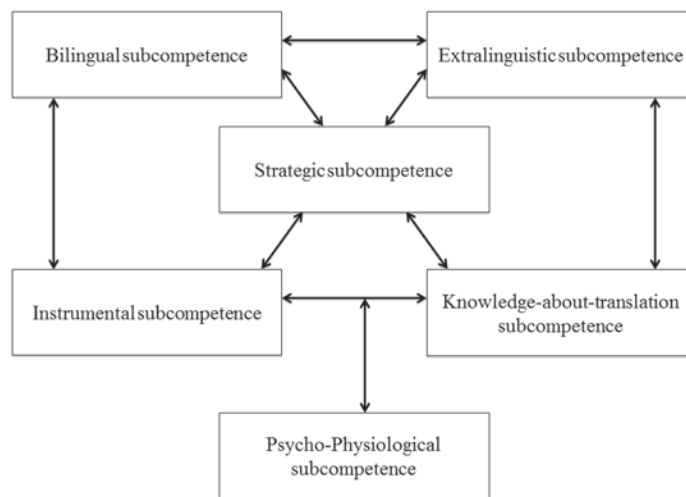 Bilingual subcompetence
Extralinguistic subcompetence
Strategic subcompetence
Instrumental subcompetence
Knowledge-about-translation
subcompetence
Psycho-Physiological
subcompetence